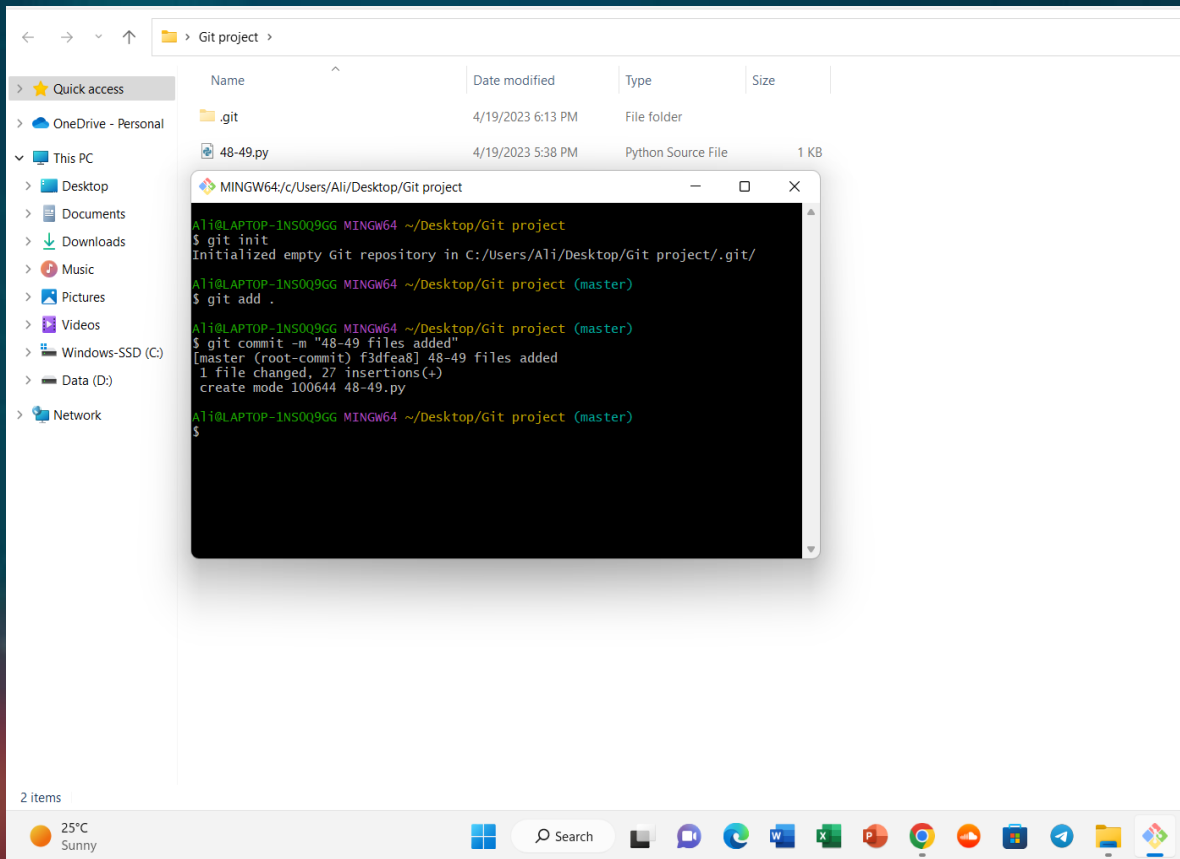 Git project
Name Date modified Type Size
.git 4/19/2023 6:13 PM File folder
48-49.py 4/19/2023 5:38 PM Python Source File 1 KB
Quick access
OneDrive - Personal
This PC
Desktop
Documents
Downloads
Music
Pictures
Videos
Windows-SSD (C:)
Data (D:)
Network
MINGW64:/c/Users/Ali/Desktop/Git project
Ali@LAPTOP-1NSOQ9GG MINGW64 ~/Desktop/Git project
$ git init
Initialized empty Git repository in C:/Users/Ali/Desktop/Git project/.git/
Ali@LAPTOP-1NSOQ9GG MINGW64 ~/Desktop/Git project (master)
$ git add .
Ali@LAPTOP-1NSOQ9GG MINGW64 ~/Desktop/Git project (master)
$ git commit -m "48-49 files added"
[master (root-commit) f3dfea8] 48-49 files added
1 file changed, 27 insertions(+)
create mode 100644 48-49.py
Ali@LAPTOP-1NSOQ9GG MINGW64 ~/Desktop/Git project (master)
$
2 items
25°C
Sunny
Search